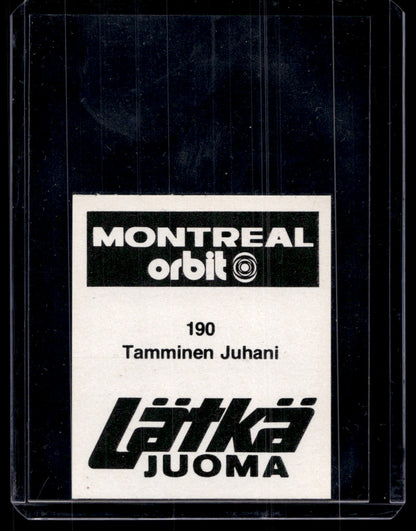 MONTREAL
orbit
190
Tamminen Juhani
Lätkä
JUOMA